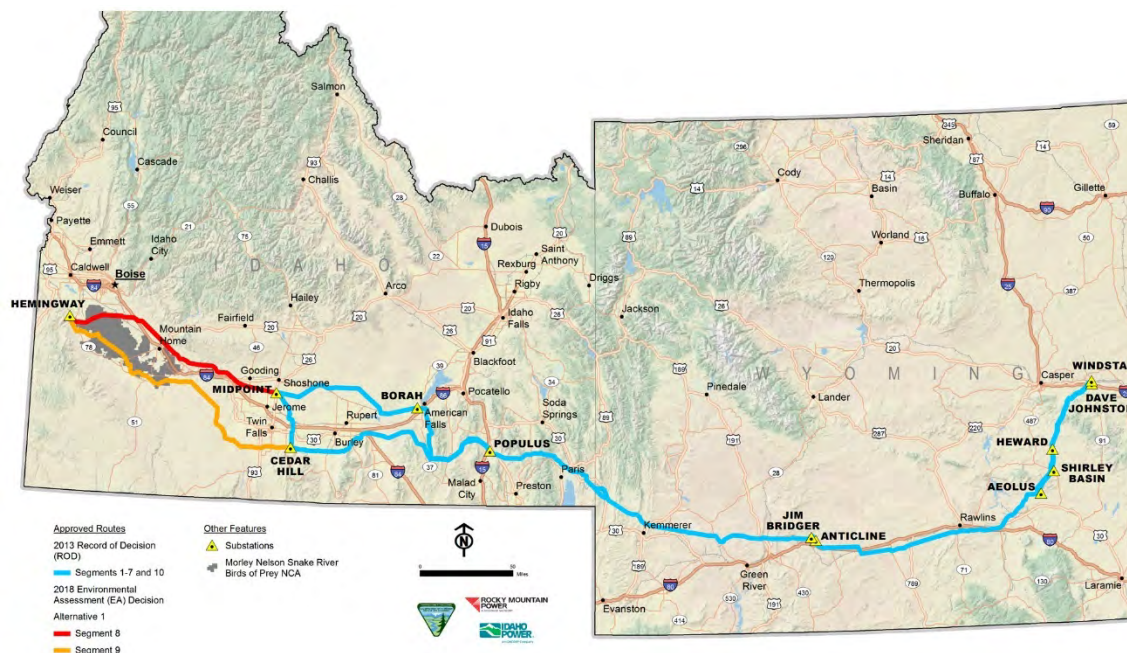 Salmon
Council
Cascade
Challis
Weiser
Payette
Emmett
Idaho
City
Caldwell
Boise
IDAHO
Dubois
Saint
Anthony
Rexburg
Rigby
Driggs
Idaho
Falls
Arco
Hailey
Fairfield
HEMINGWAY
Mountain
Home
Gooding
Shoshone
MIDPOINT
Jerome
Twin
Falls
Rupert
Burley
BORAH
American
Falls
Blackfoot
Pocatello
Soda
Springs
CEDAR
HILL
POPULUS
Malad
City
Preston
Paris
Sheridan
Cody
Basin
Buffalo
Gillette
Worland
Thermopolis
Jackson
WYOMING
Pinedale
Lander
Casper
WINDSTA
DAVE
JOHNSTO
HEWARD
SHIRLEY
BASIN
AEOLUS
JIM
BRIDGER
ANTICLINE
Rawlins
Kemmerer
Green
River
Evanston
Laramie
Approved Routes
2013 Record of Decision
(ROD)
Segments 1-7 and 10
2018 Environmental
Assessment (EA) Decision
Alternative 1
Segment 8
Segment 9
Other Features
Substations
Morley Nelson Snake River
Birds of Prey NCA
N
0
50
Miles
ROCKY MOUNTAIN
POWER
IDAHO
POWER